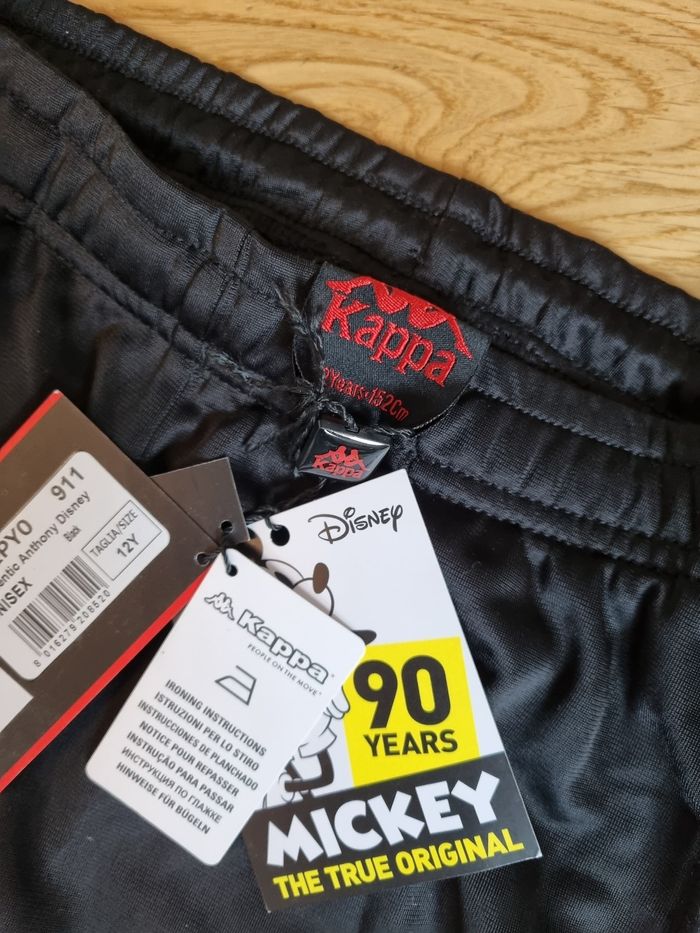 Kappa
2Years·152Cm
Kappa
PY0 911
entic Anthony Disney
Black
NISEX
TAGLIA/SIZE
12Y
8 016279 208520
Disney
Kappa
PEOPLE ON THE MOVE
IRONING INSTRUCTIONS
ISTRUZIONI PER LO STIRO
INSTRUCCIONES DE PLANCHADO
NOTICE POUR REPASSER
INSTRUÇÃO PARA PASSAR
ИНСТРУКЦИЯ ПО ГЛАЖКЕ
HINWEISE FÜR BÜGELN
90
YEARS
MICKEY
THE TRUE ORIGINAL